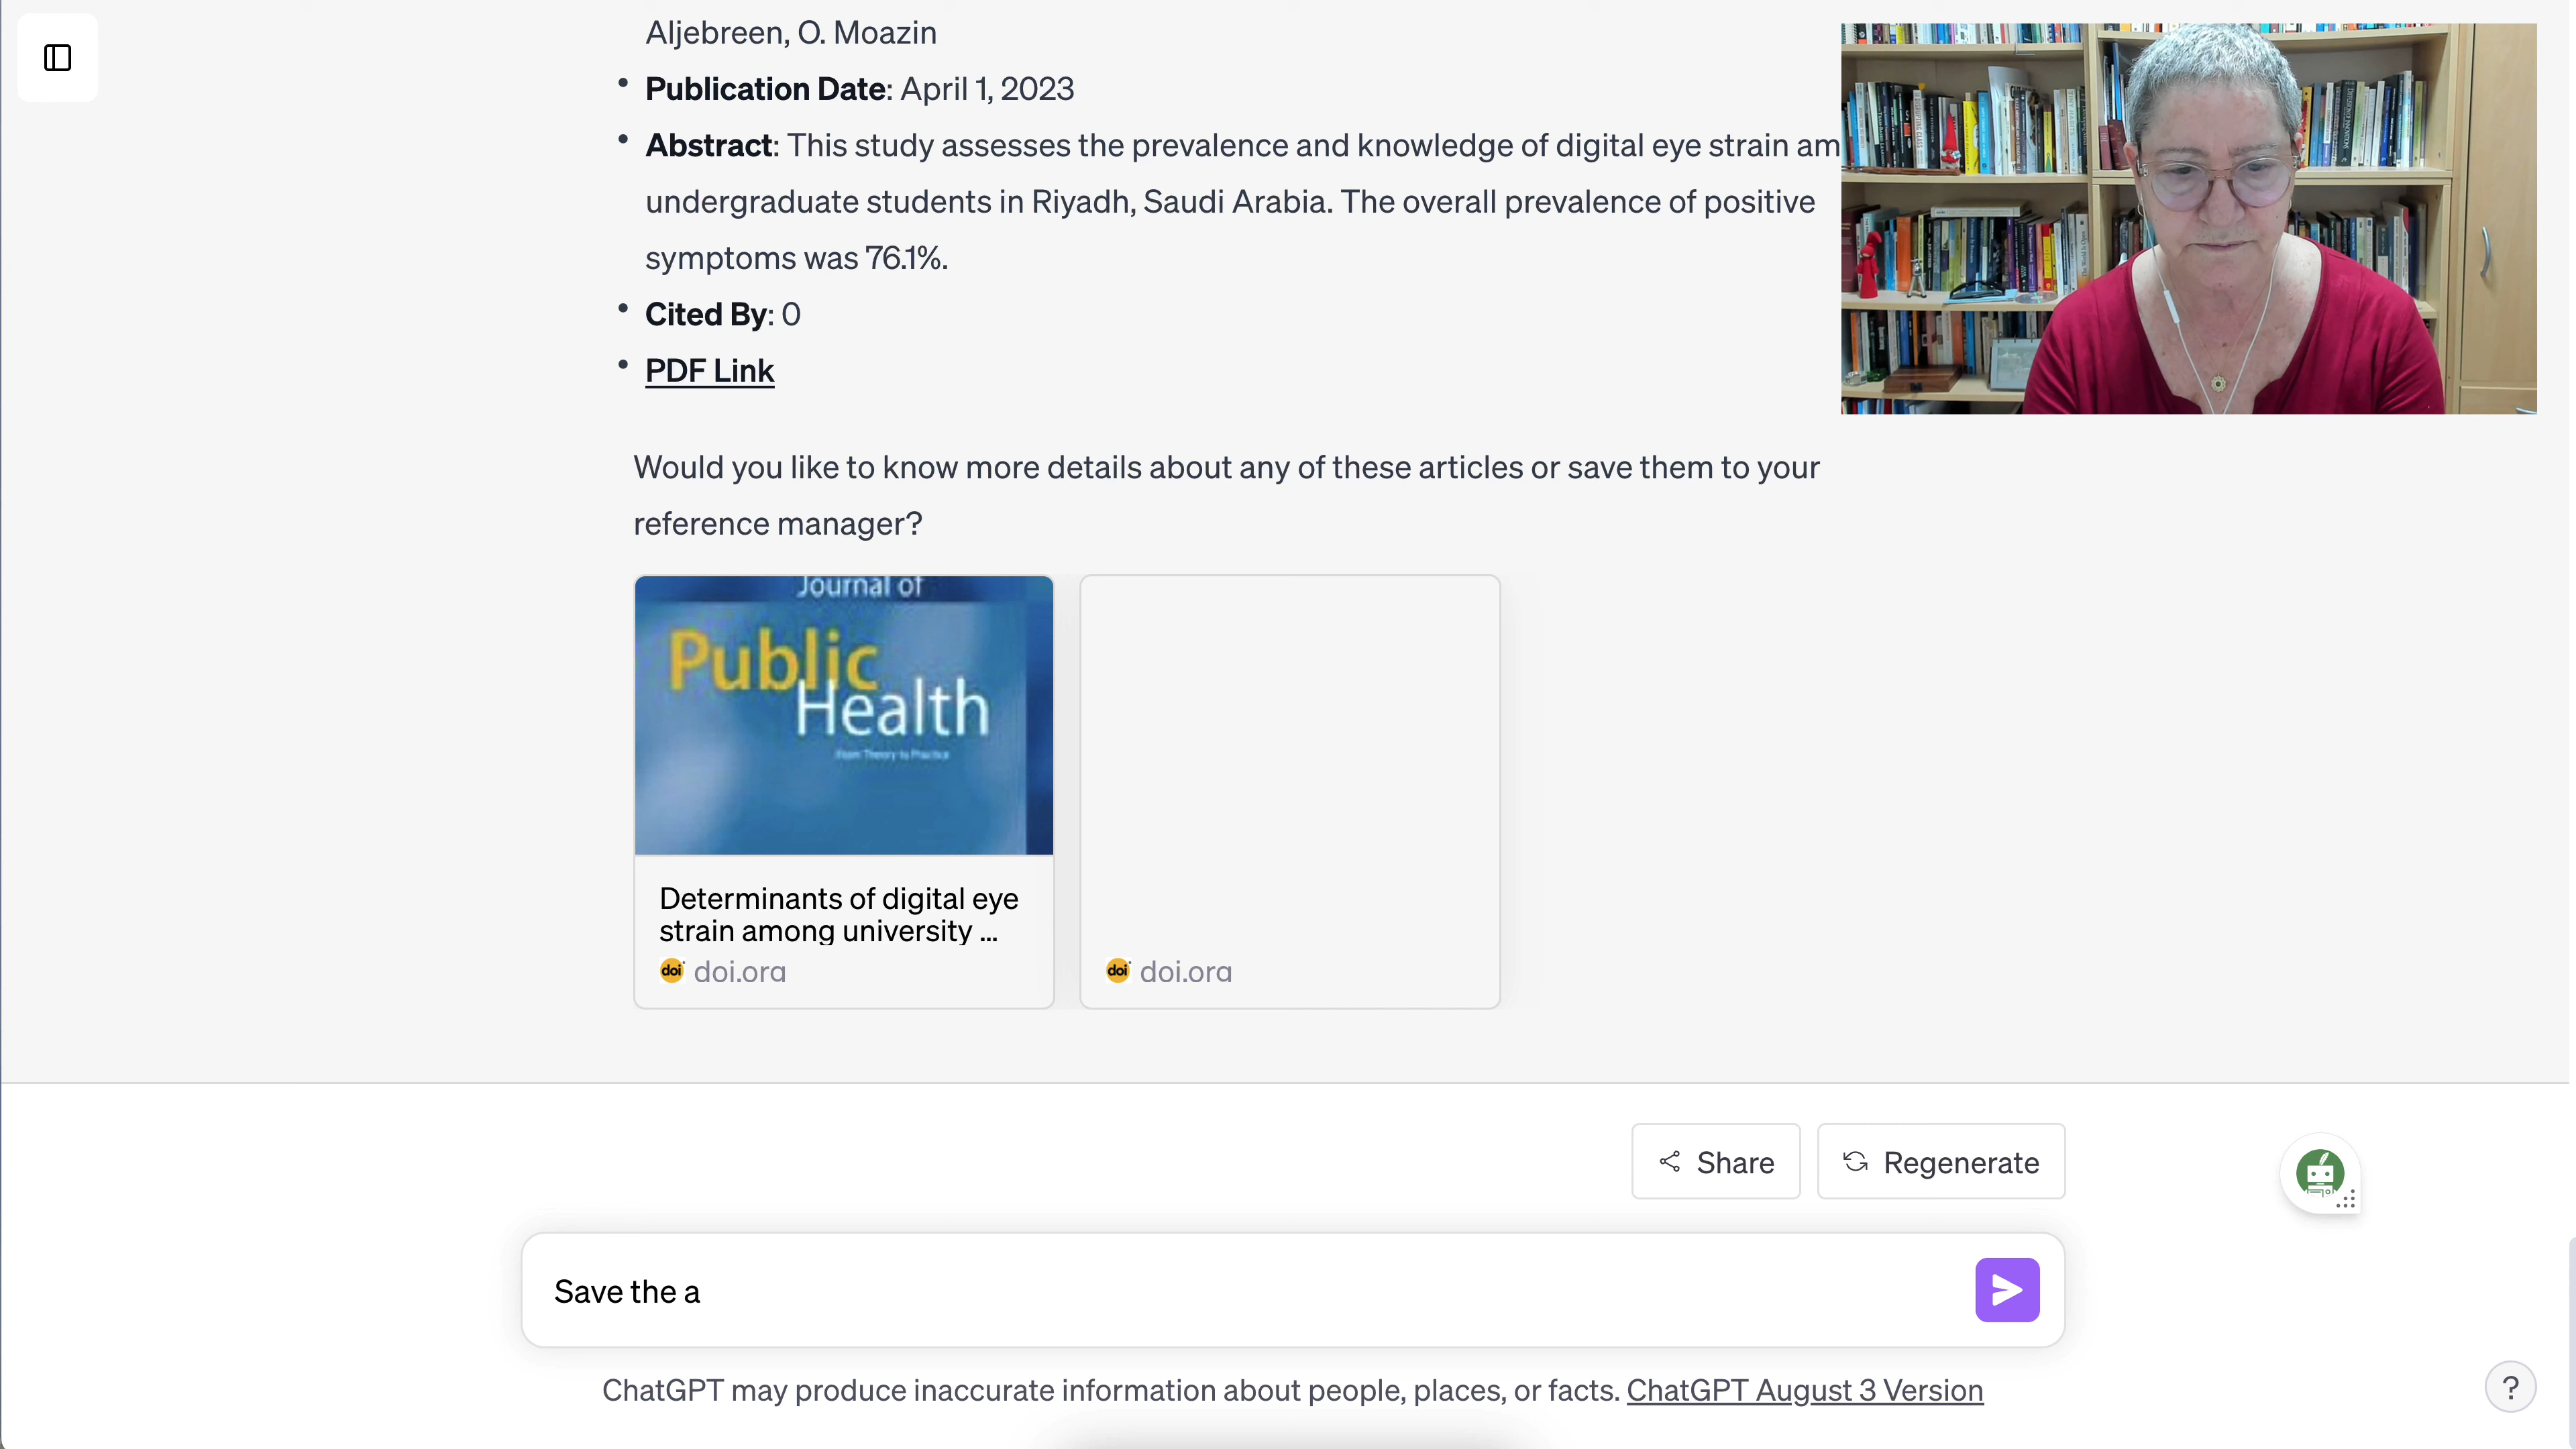 Aljebreen, O. Moazin
• Publication Date: April 1, 2023
• Abstract: This study assesses the prevalence and knowledge of digital eye strain am
undergraduate students in Riyadh, Saudi Arabia. The overall prevalence of positive
symptoms was 76.1%.
• Cited By: 0
• PDF Link
Would you like to know more details about any of these articles or save them to your
reference manager?
Journal of
Public
Health
From Theory to Practice
Determinants of digital eye
strain among university ...
doi doi.org
doi doi.org
Share
Regenerate
Save the a
ChatGPT may produce inaccurate information about people, places, or facts. ChatGPT August 3 Version
?